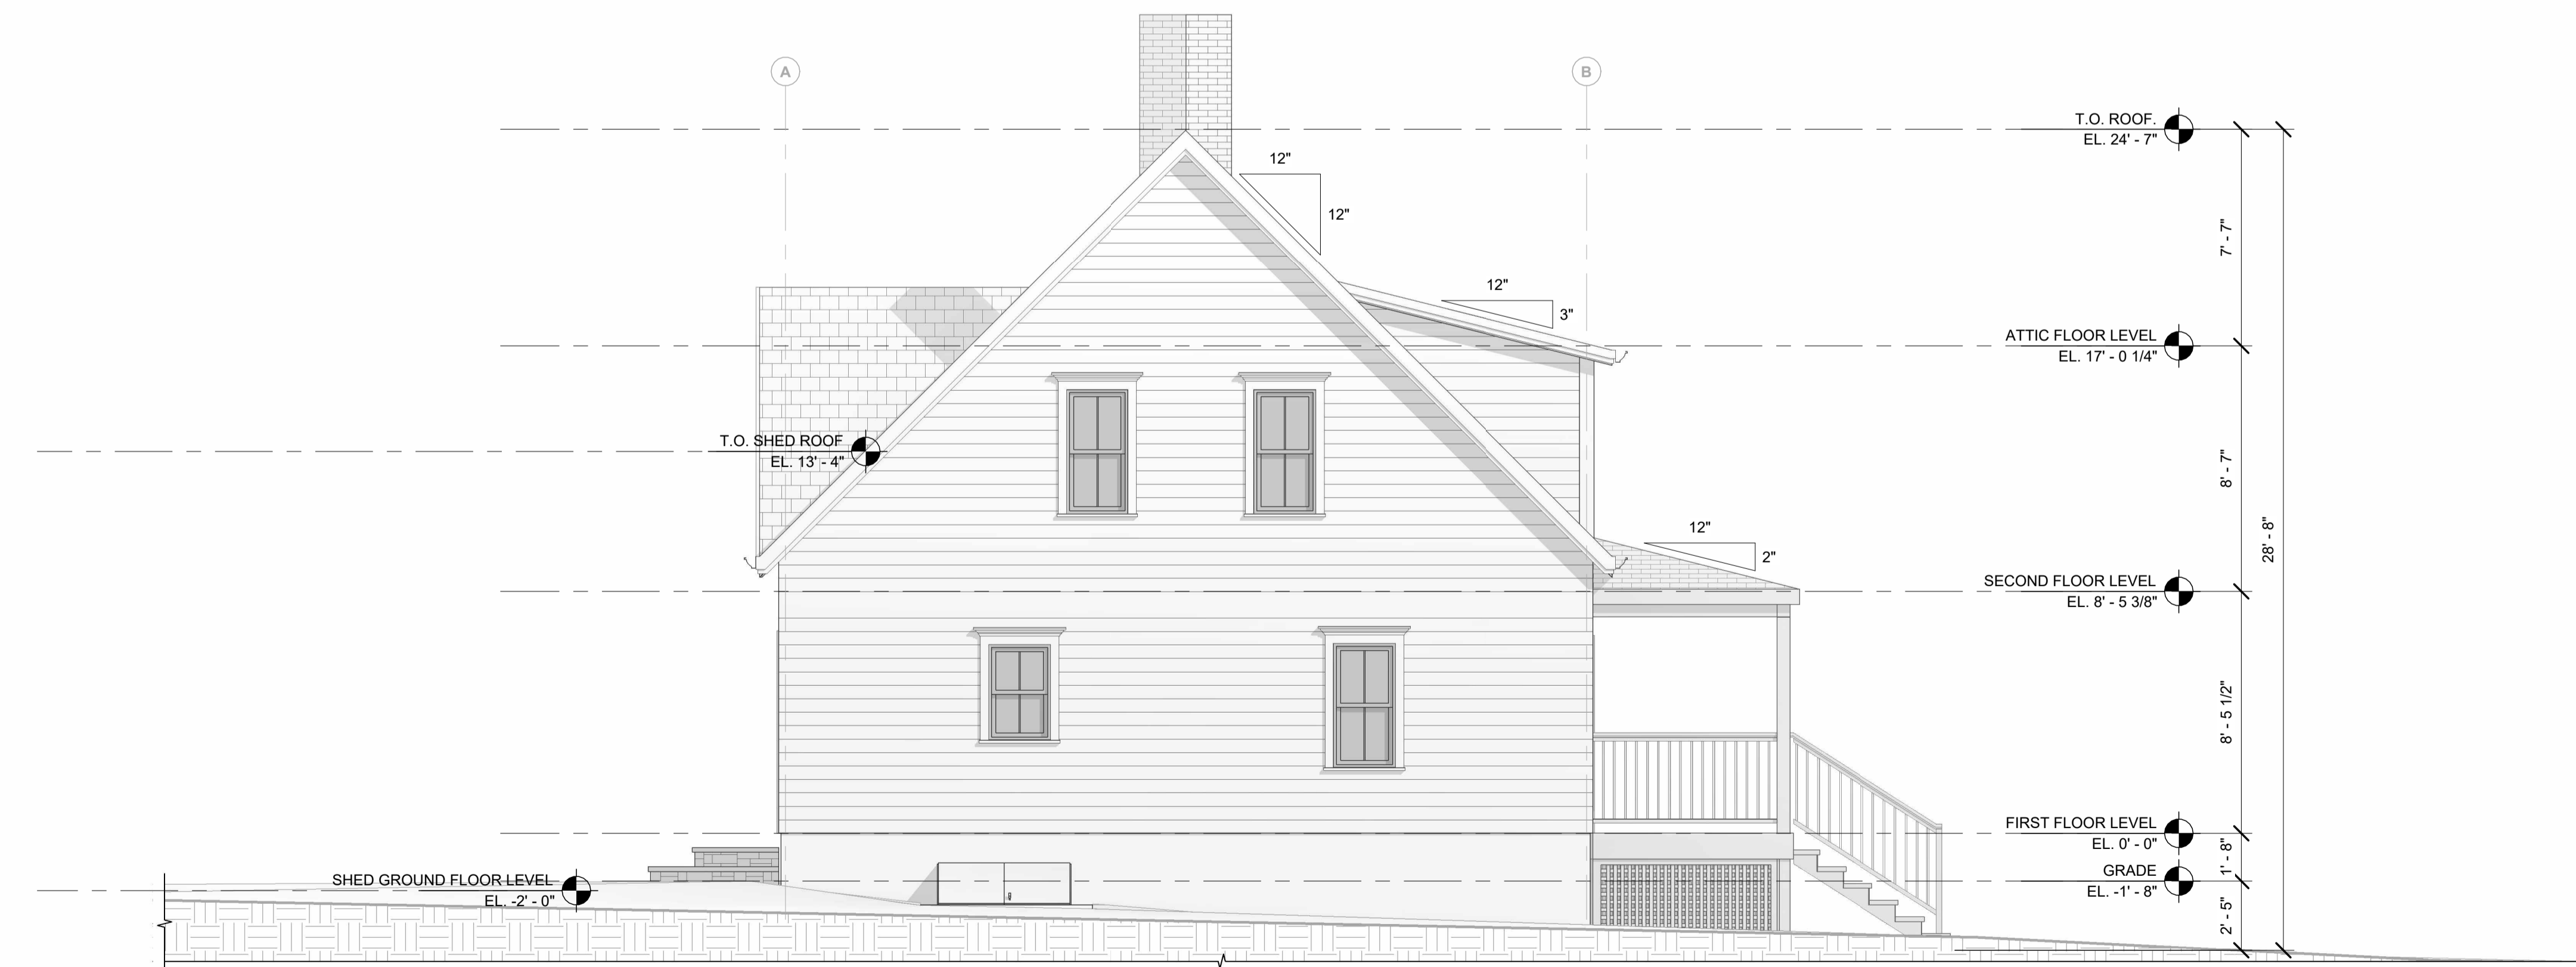 A
B
T.O. ROOF.
EL. 24' - 7"
12"
12"
7' - 7"
12"
3"
ATTIC FLOOR LEVEL
EL. 17' - 0 1/4"
T.O. SHED ROOF
EL. 13' - 4"
8' - 7"
12"
2"
28' - 8"
SECOND FLOOR LEVEL
EL. 8' - 5 3/8"
8' - 5 1/2"
FIRST FLOOR LEVEL
EL. 0' - 0"
1' - 8"
GRADE
EL. -1' - 8"
SHED GROUND FLOOR LEVEL
EL. -2' - 0"
2' - 5"